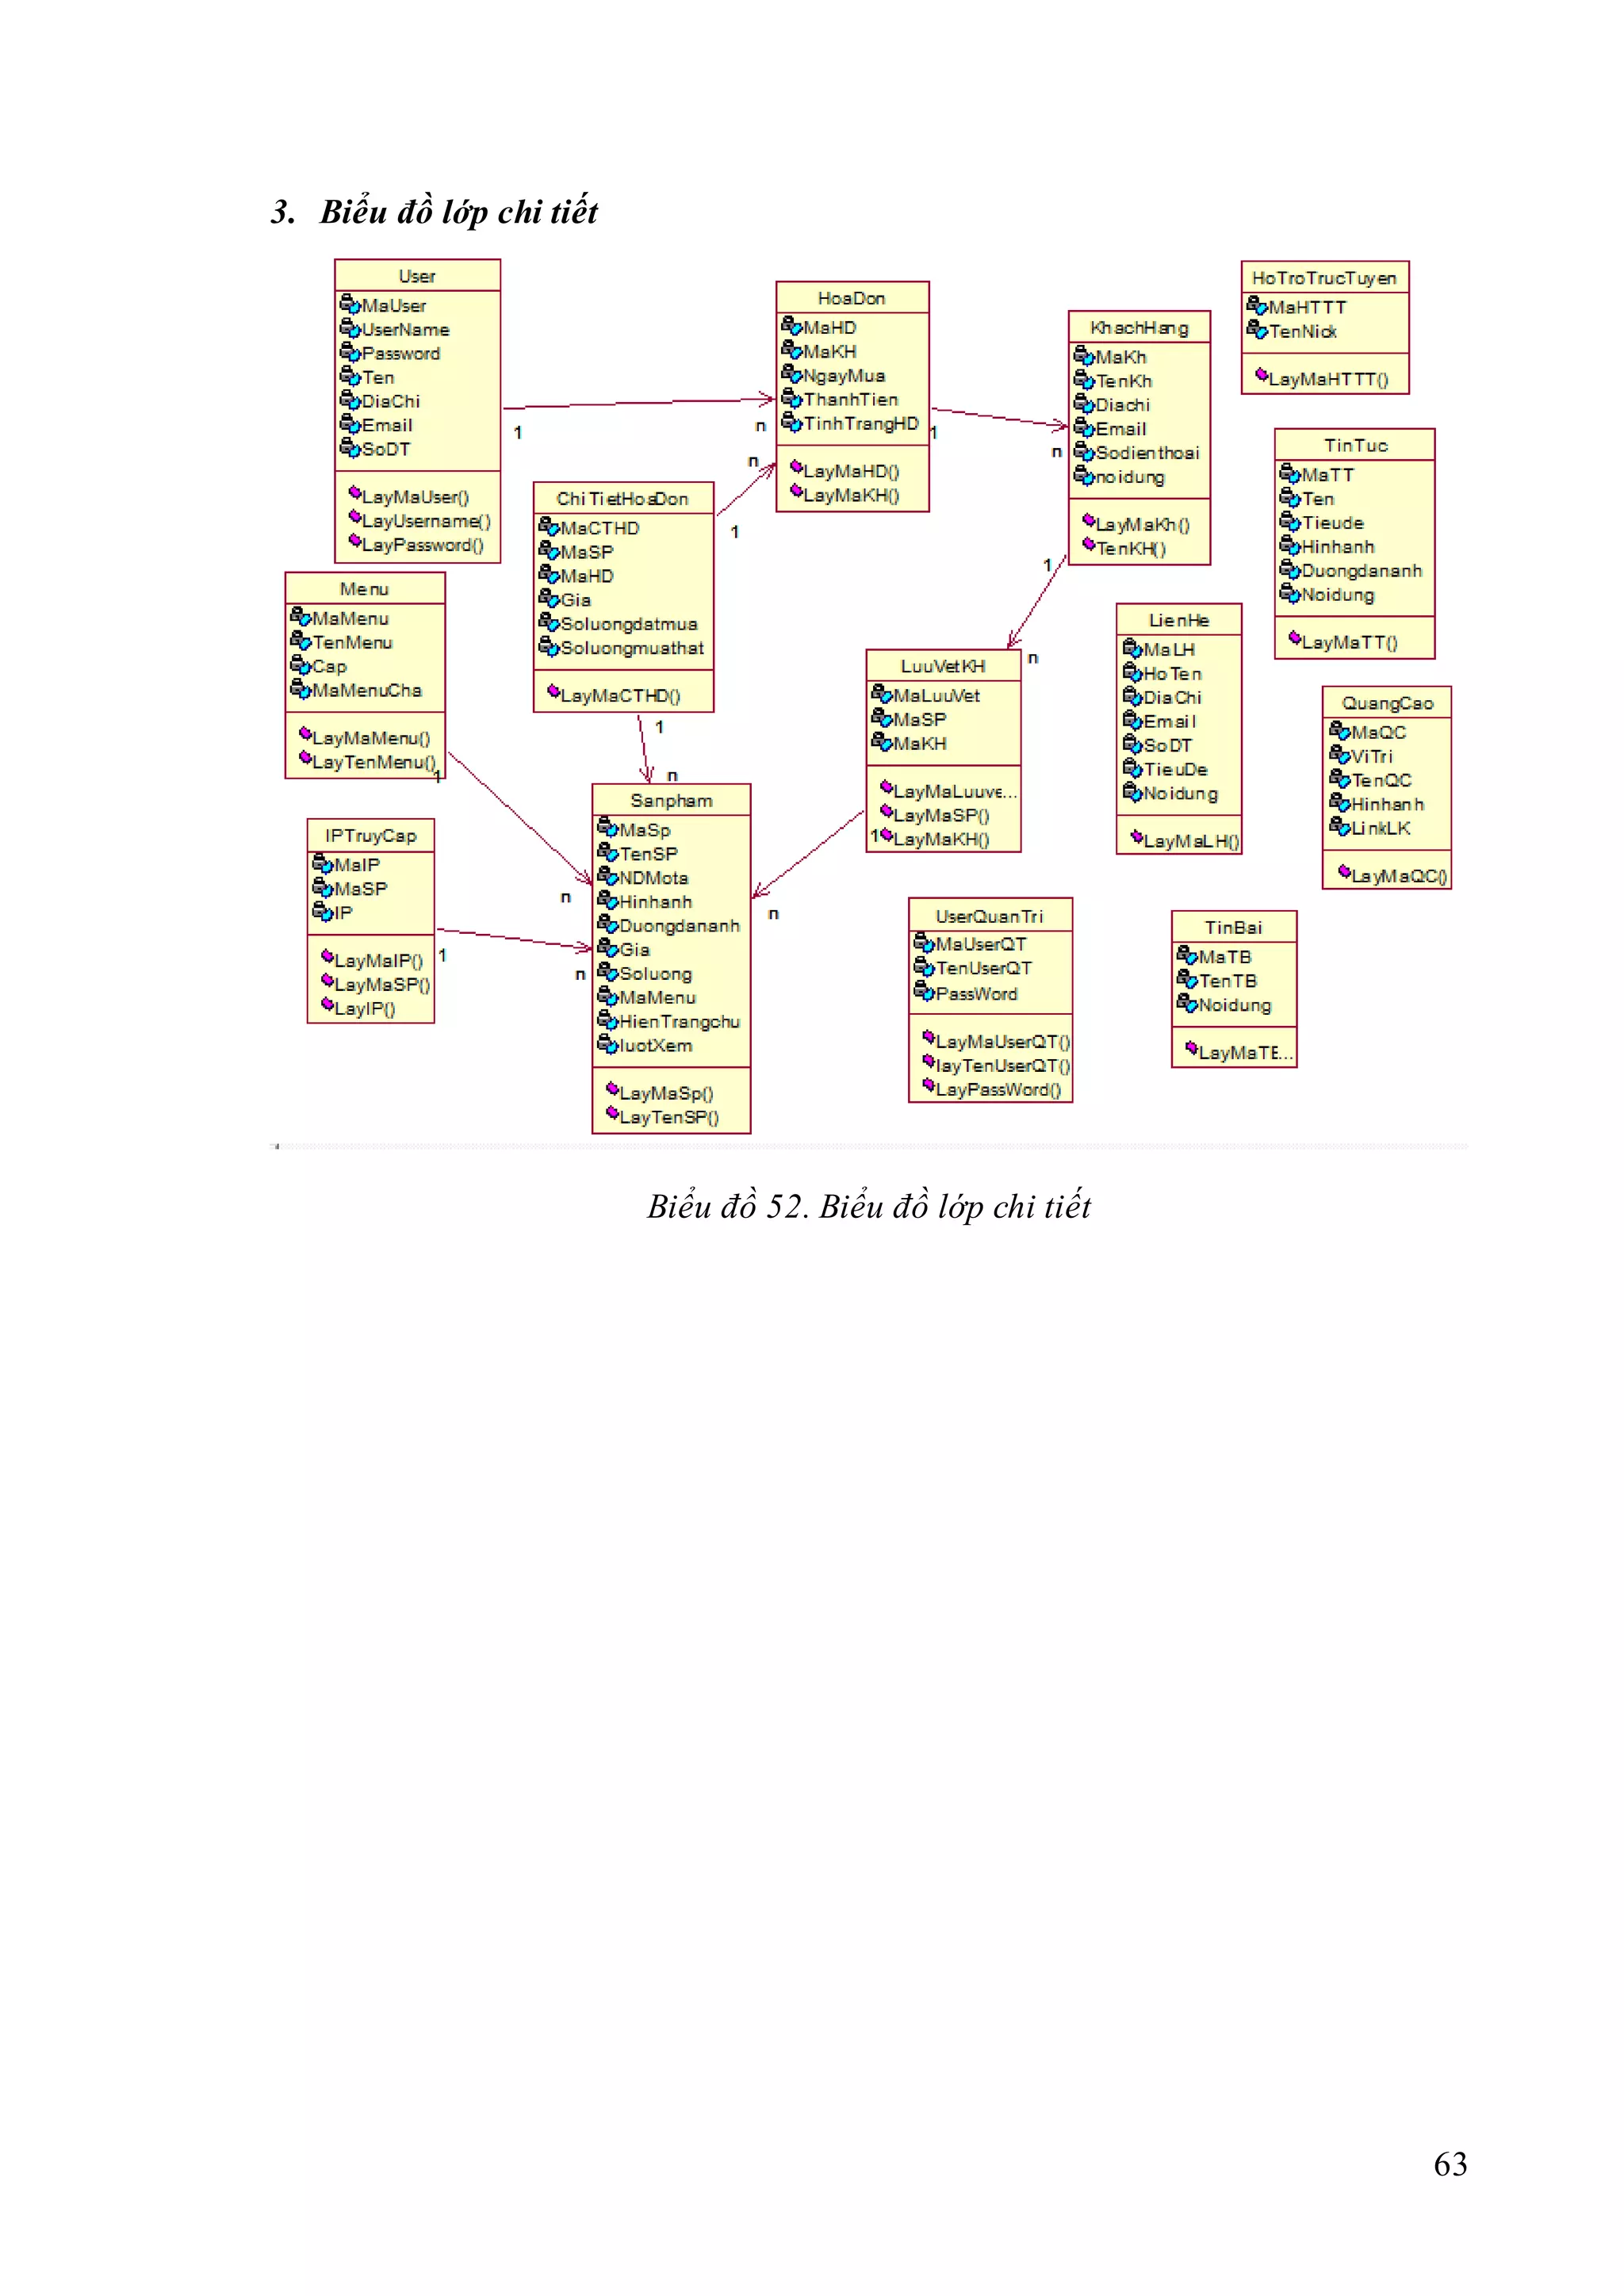 3. Biểu đồ lớp chi tiết
User
MaUser
UserName
Password
Ten
DiaChi
Email
SoDT
LayMaUser()
LayUsername()
LayPassword()
HoaDon
MaHD
MaKH
NgayMua
ThanhTien
TinhTrangHD
LayMaHD()
LayMaKH()
KhachHang
MaKh
TenKh
Diachi
Email
Sodienthoai
noidung
LayMaKh()
TenKH()
HoTroTrucTuyen
MaHTTT
TenNick
LayMaHTTT()
TinTuc
MaTT
Ten
Tieude
Hinhanh
Duongdananh
Noidung
LayMaTT()
1
n
1
n
n
1
1
n
ChiTietHoaDon
MaCTHD
MaSP
MaHD
Gia
Soluongdatmua
Soluongmuathat
LayMaCTHD()
1
n
Menu
MaMenu
TenMenu
Cap
MaMenuCha
LayMaMenu()
LayTenMenu()
1
n
LuuVetKH
MaLuuVet
MaSP
MaKH
LayMaLuuve...
LayMaSP()
LayMaKH()
1
n
LienHe
MaLH
HoTen
DiaChi
Email
SoDT
TieuDe
Noidung
LayMaLH()
QuangCao
MaQC
ViTri
TenQC
Hinhanh
LinkLK
LayMaQC()
IPTruyCap
MaIP
MaSP
IP
LayMaIP()
LayMaSP()
LayIP()
1
n
Sanpham
MaSp
TenSP
NDMota
Hinhanh
Duongdananh
Gia
Soluong
MaMenu
HienTrangchu
luotXem
LayMaSp()
LayTenSP()
UserQuanTri
MaUserQT
TenUserQT
PassWord
LayMaUserQT()
layTenUserQT()
LayPassWord()
TinBai
MaTB
TenTB
Noidung
LayMaTE...
Biểu đồ 52. Biểu đồ lớp chi tiết
63